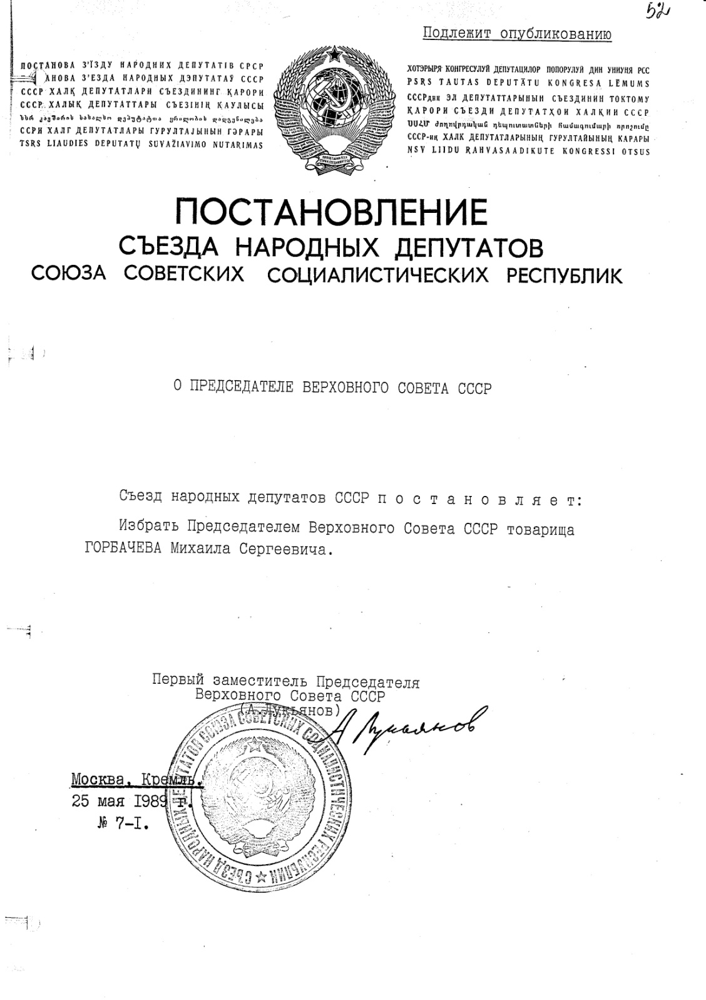 52
Подлежит опубликованию
ПОСТАНОВА З'ЇЗДУ НАРОДНИХ ДЕПУТАТІВ СРСР
АНОВА З'ЕЗДА НАРОДНЫХ ДЭПУТАТАЎ СССР
СССР ХАЛҚ ДЕПУТАТЛАРИ СЪЕЗДИНИНГ ҚАРОРИ
СССР ХАЛЫҚ ДЕПУТАТТАРЫ СЪЕЗІНІҢ ҚАУЛЫСЫ
სსრ კავშირის სახალხო დეპუტატთა ყრილობის დადგენილება
ССРИ ХАЛГ ДЕПУТАТЛАРЫ ГУРУЛТАЈЫНЫН ГӘРАРЫ
TSRS LIAUDIES DEPUTATŲ SUVAŽIAVIMO NUTARIMAS
ХОТЭРЫРЯ КОНГРЕСУЛУЙ ДЕПУТАЦИЛОР ПОПОРУЛУЙ ДИН УНИУНЯ РСС
PSRS TAUTAS DEPUTĀTU KONGRESA LĒMUMS
СССРдин ЭЛ ДЕПУТАТТАРЫНЫН СЪЕЗДИНИН ТОКТОМУ
ҚАРОРИ СЪЕЗДИ ДЕПУТАТҲОИ ХАЛҚИИ СССР
ՍՍՀՄ ժողովրդական դեպուտատների համագումարի որոշումը
СССР-иң ХАЛК ДЕПУТАТЛАРЫНЫҢ ГУРУЛТАЙЫНЫҢ КАРАРЫ
NSV LIIDU RAHVASAADIKUTE KONGRESSI OTSUS
ПОСТАНОВЛЕНИЕ
СЪЕЗДА НАРОДНЫХ ДЕПУТАТОВ
СОЮЗА СОВЕТСКИХ СОЦИАЛИСТИЧЕСКИХ РЕСПУБЛИК
О ПРЕДСЕДАТЕЛЕ ВЕРХОВНОГО СОВЕТА СССР
Съезд народных депутатов СССР п о с т а н о в л я е т:
Избрать Председателем Верховного Совета СССР товарища
ГОРБАЧЕВА Михаила Сергеевича.
Первый заместитель Председателя
Верховного Совета СССР
(А.Лукьянов)
А Лукьянов
СЪЕЗД НАРОДНЫХ ДЕПУТАТОВ СОЮЗА СОВЕТСКИХ СОЦИАЛИСТИЧЕСКИХ РЕСПУБЛИК
Москва, Кремль.
25 мая I989 г.
№ 7-I.